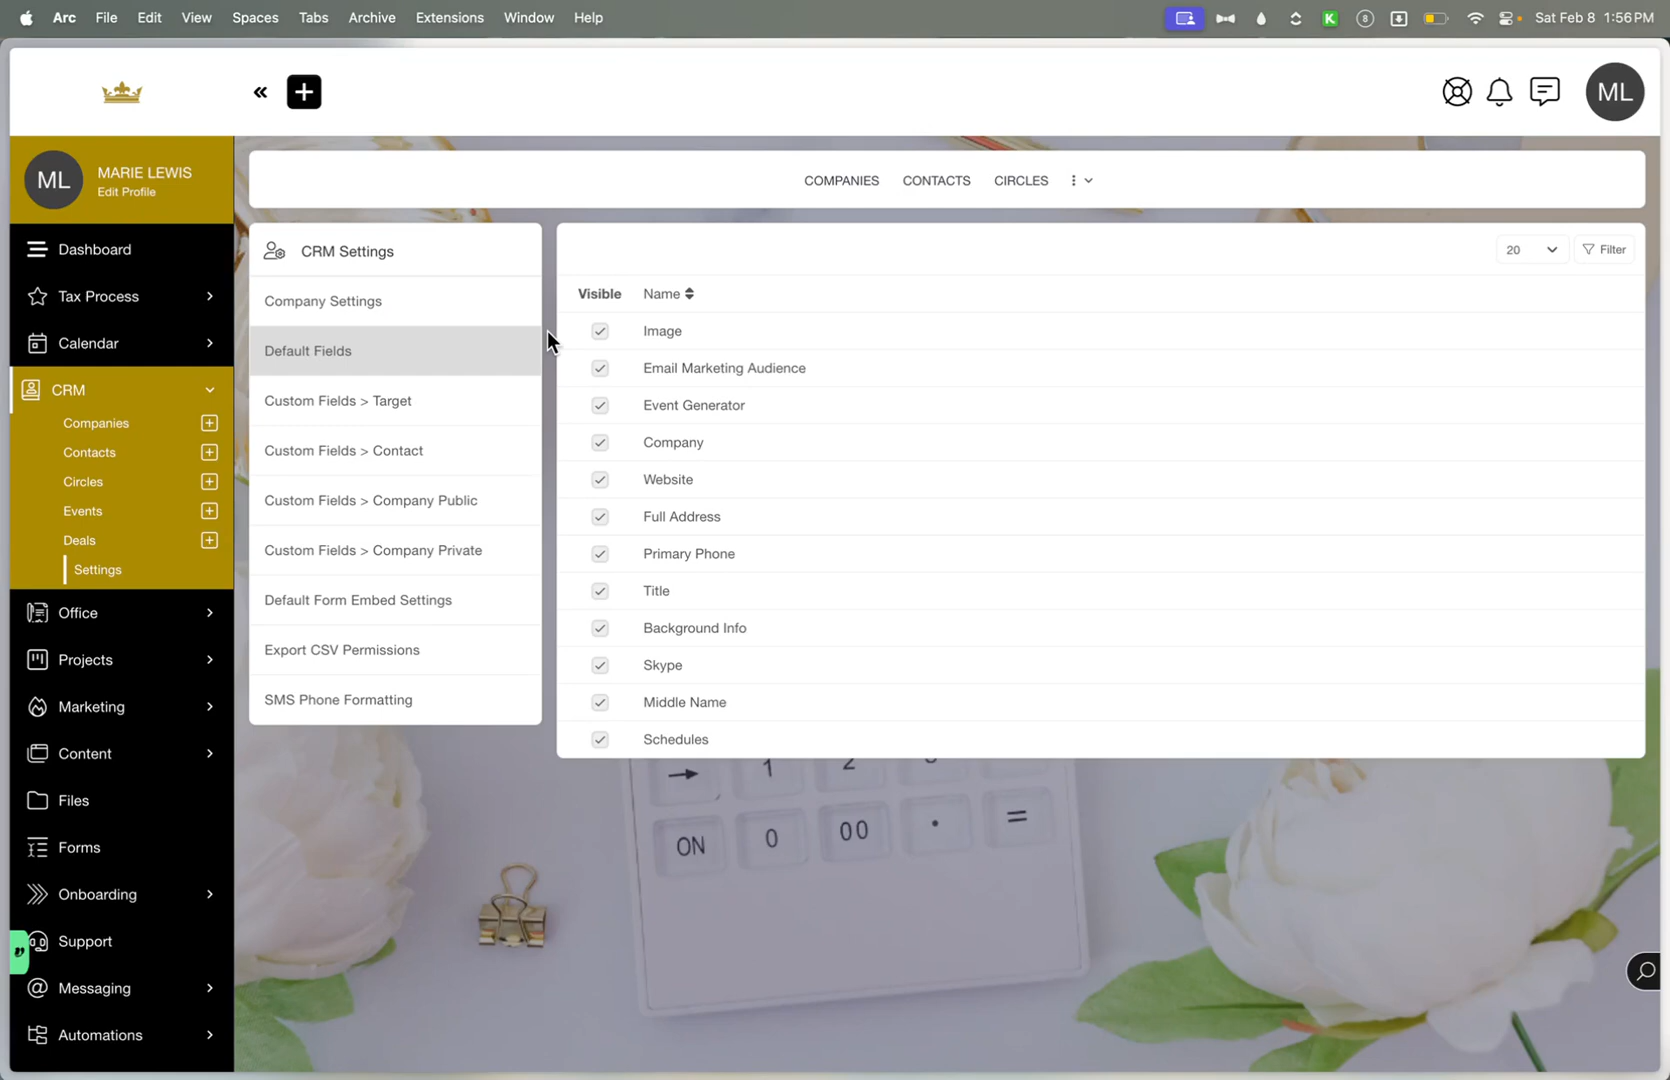 Arc File Edit View Spaces Tabs Archive Extensions Window Help K 8 Sat Feb 8 1:56 PM
« + ML
ML MARIE LEWIS
Edit Profile
COMPANIES CONTACTS CIRCLES
Dashboard
Tax Process
Calendar
CRM
Companies
Contacts
Circles
Events
Deals
Settings
Office
Projects
Marketing
Content
Files
Forms
Onboarding
Support
Messaging
Automations
CRM Settings
Company Settings
Default Fields
Custom Fields > Target
Custom Fields > Contact
Custom Fields > Company Public
Custom Fields > Company Private
Default Form Embed Settings
Export CSV Permissions
SMS Phone Formatting
20 Filter
Visible Name
Image
Email Marketing Audience
Event Generator
Company
Website
Full Address
Primary Phone
Title
Background Info
Skype
Middle Name
Schedules
→ 1 2
ON 0 00 · =